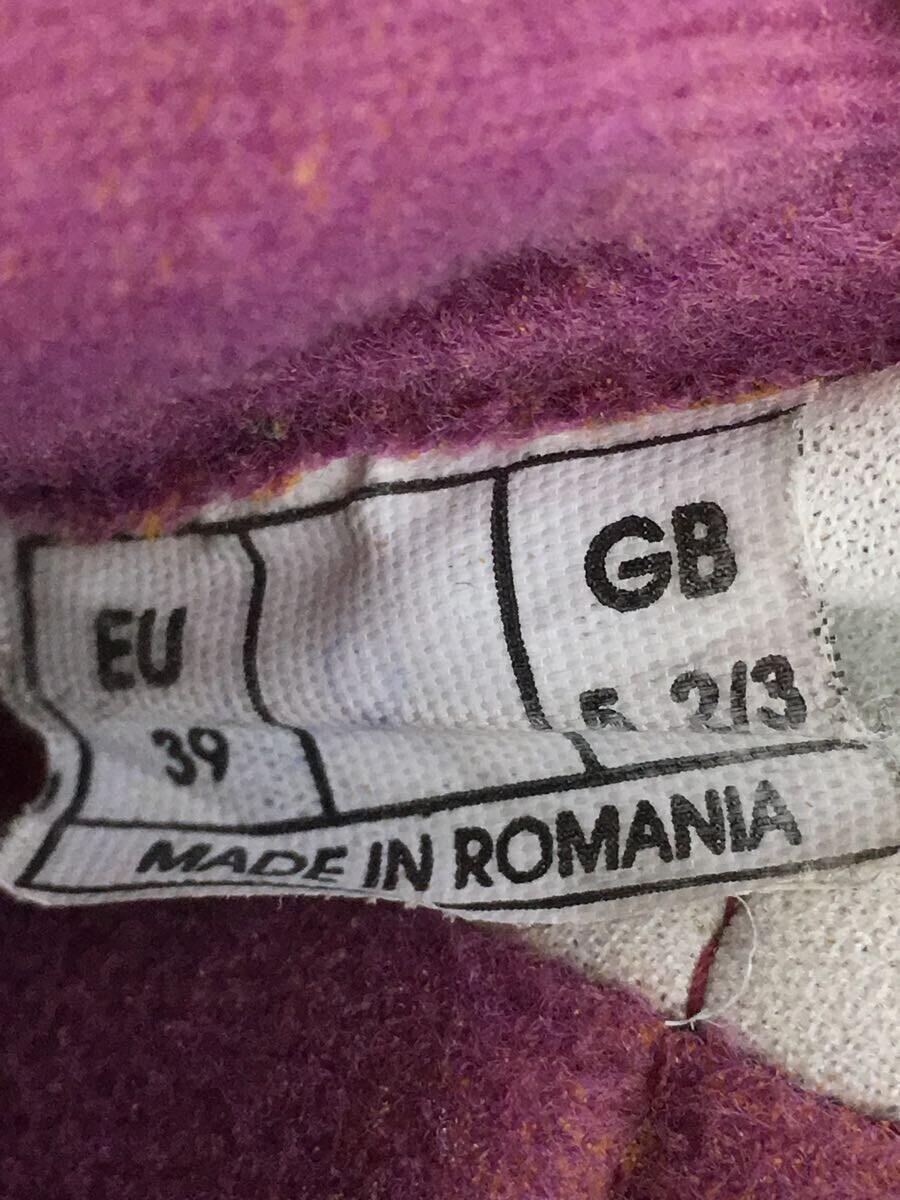 EU GB
39 5 2/3
MADE IN ROMANIA